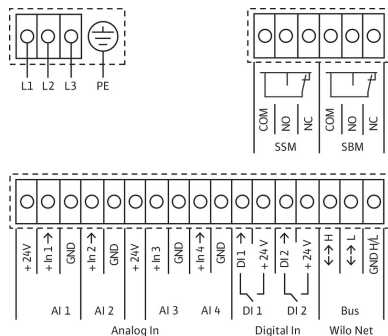 L1 L2 L3 PE
COM NO NC COM NO NC
SSM SBM
+ 24V + In 1 → GND + In 2 → GND + 24V + In 3 GND + In 4 → GND DI 1 → + 24 V DI 2 → + 24 V ↔ H ↔ L GND H/L
AI 1 AI 2 AI 3 AI 4 DI 1 DI 2 Bus
Analog In Digital In Wilo Net